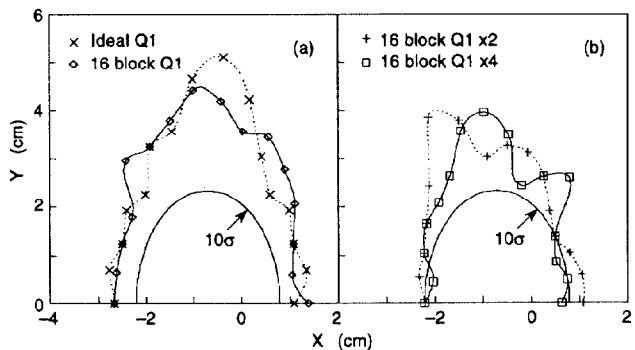 6
4
2
0
Y (cm)
× Ideal Q1
◇ 16 block Q1
(a)
10σ
+ 16 block Q1 x2
□ 16 block Q1 x4
(b)
10σ
−4 −2 0 2 −2 0 2
X (cm)